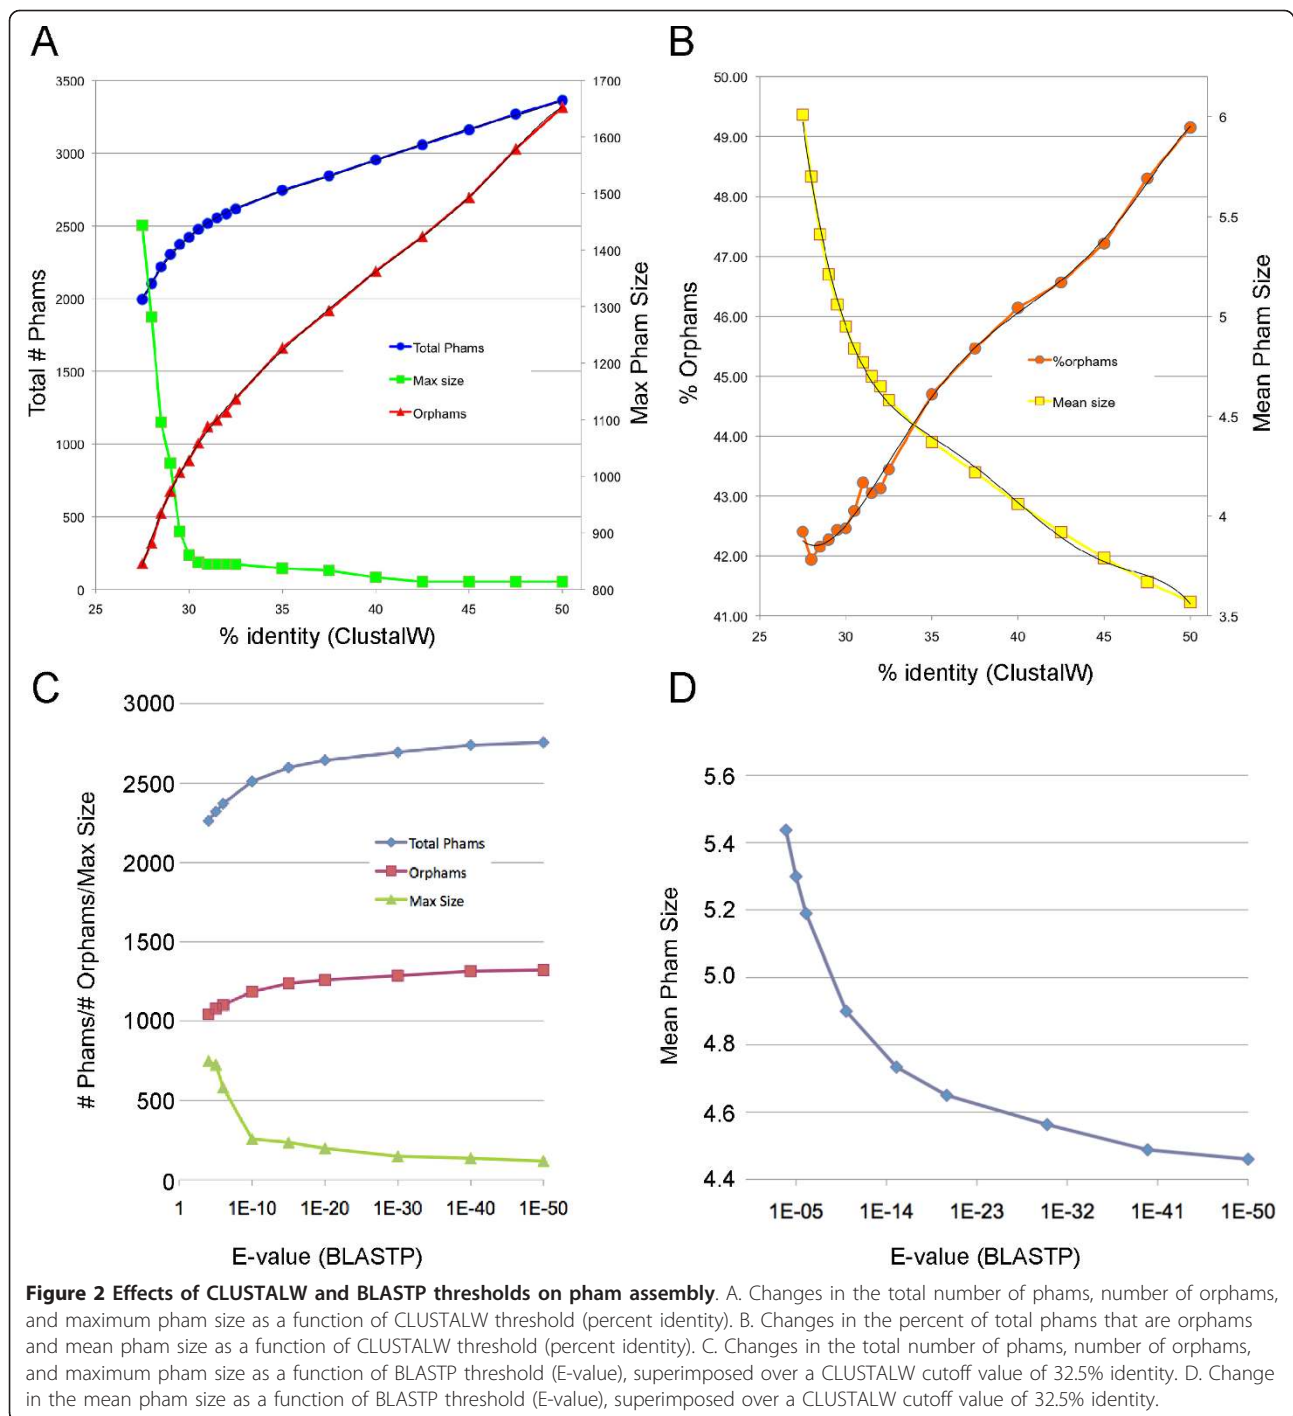 A
3500
3000
2500
2000
1500
1000
500
0
Total # Phams
1700
1600
1500
1400
1300
1200
1100
1000
900
800
Max Pham Size
Total Phams
Max size
Orphams
25 30 35 40 45 50
% identity (ClustalW)
B
50.00
49.00
48.00
47.00
46.00
45.00
44.00
43.00
42.00
41.00
% Orphams
6
5.5
5
4.5
4
3.5
Mean Pham Size
%orphams
Mean size
25 30 35 40 45 50
% identity (ClustalW)
C
3000
2500
2000
1500
1000
500
0
# Phams/# Orphams/Max Size
Total Phams
Orphams
Max Size
1 1E-10 1E-20 1E-30 1E-40 1E-50
E-value (BLASTP)
D
5.6
5.4
5.2
5.0
4.8
4.6
4.4
Mean Pham Size
1E-05 1E-14 1E-23 1E-32 1E-41 1E-50
E-value (BLASTP)
Figure 2 Effects of CLUSTALW and BLASTP thresholds on pham assembly. A. Changes in the total number of phams, number of orphams,
and maximum pham size as a function of CLUSTALW threshold (percent identity). B. Changes in the percent of total phams that are orphams
and mean pham size as a function of CLUSTALW threshold (percent identity). C. Changes in the total number of phams, number of orphams,
and maximum pham size as a function of BLASTP threshold (E-value), superimposed over a CLUSTALW cutoff value of 32.5% identity. D. Change
in the mean pham size as a function of BLASTP threshold (E-value), superimposed over a CLUSTALW cutoff value of 32.5% identity.